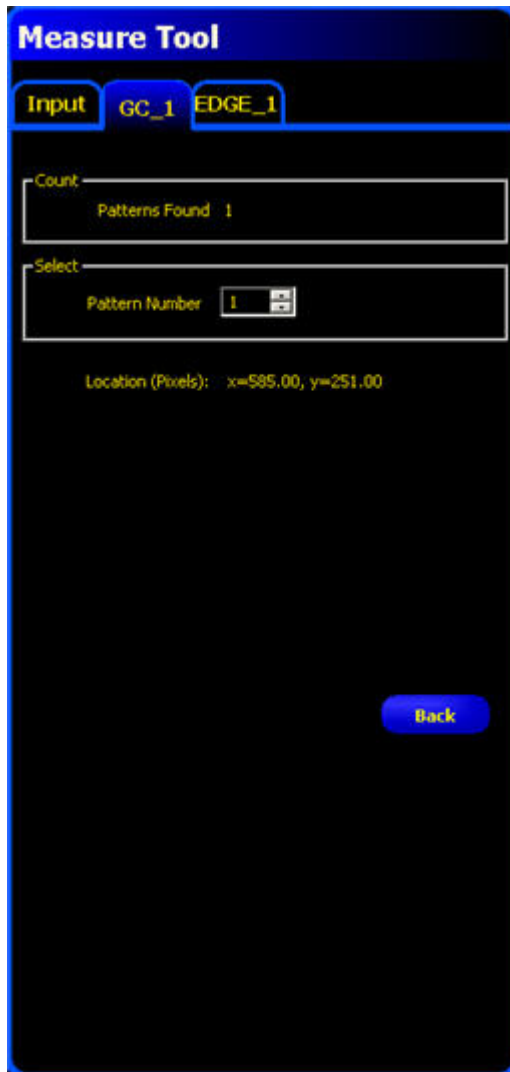 Measure Tool
Input GC_1 EDGE_1
Count
Patterns Found 1
Select
Pattern Number 1
Location (Pixels): x=585.00, y=251.00
Back